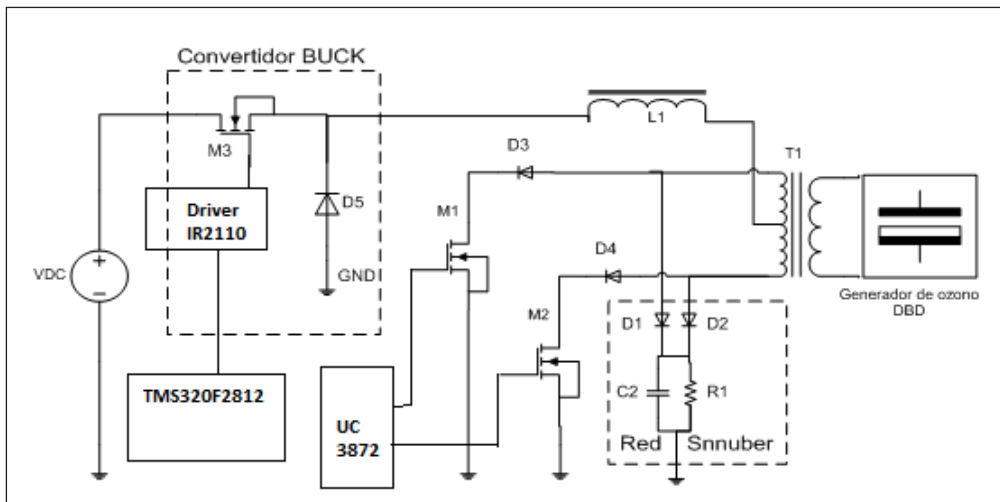 Convertidor BUCK
M3
L1
D3
T1
Driver
IR2110
D5
M1
D4
VDC
GND
Generador de ozono
DBD
M2
D1
D2
TMS320F2812
UC
3872
C2
R1
Red Snnuber